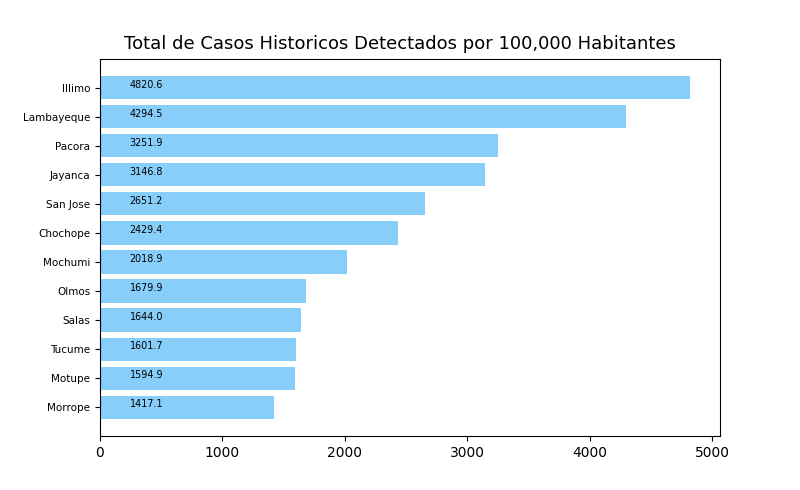 Total de Casos Historicos Detectados por 100,000 Habitantes
Illimo 4820.6
Lambayeque 4294.5
Pacora 3251.9
Jayanca 3146.8
San Jose 2651.2
Chochope 2429.4
Mochumi 2018.9
Olmos 1679.9
Salas 1644.0
Tucume 1601.7
Motupe 1594.9
Morrope 1417.1
0 1000 2000 3000 4000 5000